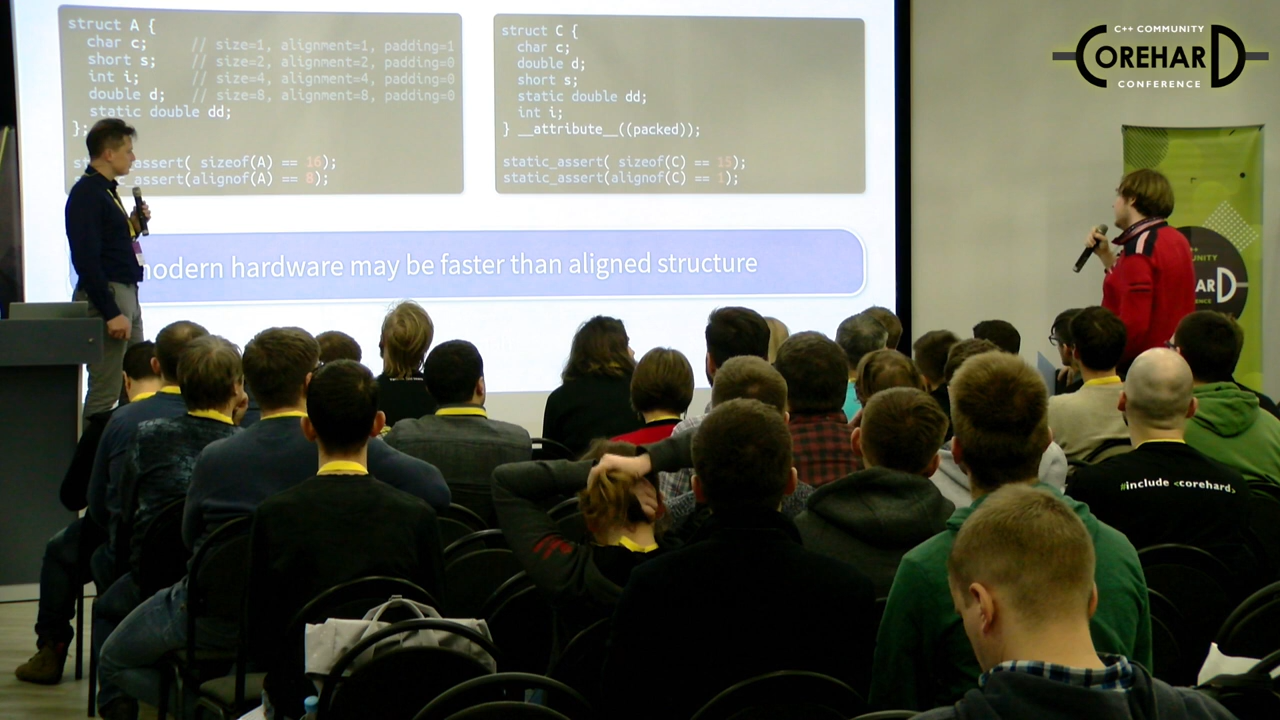 struct A {
char c; // size=1, alignment=1, padding=1
short s; // size=2, alignment=2, padding=0
int i; // size=4, alignment=4, padding=0
double d; // size=8, alignment=8, padding=0
static double dd;
};
assert( sizeof(A) == 16);
assert(alignof(A) == 8);
struct C {
char c;
double d;
short s;
static double dd;
int i;
} __attribute__((packed));
static_assert( sizeof(C) == 15);
static_assert(alignof(C) == 1);
modern hardware may be faster than aligned structure
C++ COMMUNITY
COREHARD
CONFERENCE
#include <corehard>